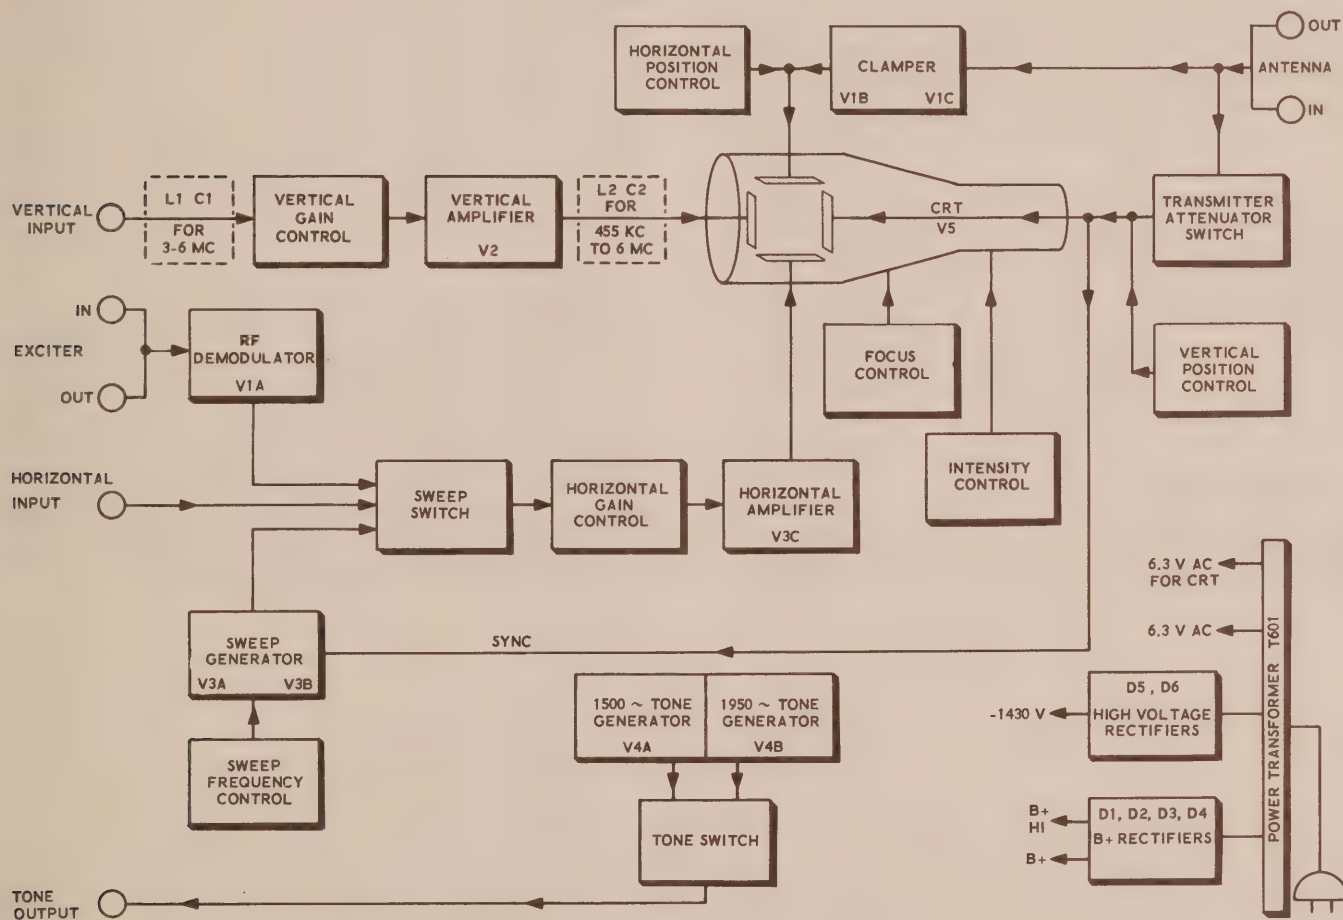 HORIZONTAL
POSITION
CONTROL
CLAMPER
V1B V1C
OUT
ANTENNA
IN
VERTICAL
INPUT
L1 C1
FOR
3-6 MC
VERTICAL
GAIN
CONTROL
VERTICAL
AMPLIFIER
V2
L2 C2
FOR
455 KC
TO 6 MC
CRT
V5
TRANSMITTER
ATTENUATOR
SWITCH
IN
EXCITER
OUT
RF
DEMODULATOR
V1A
FOCUS
CONTROL
VERTICAL
POSITION
CONTROL
HORIZONTAL
INPUT
SWEEP
SWITCH
HORIZONTAL
GAIN
CONTROL
HORIZONTAL
AMPLIFIER
V3C
INTENSITY
CONTROL
6.3 V AC
FOR CRT
6.3 V AC
POWER TRANSFORMER T601
SWEEP
GENERATOR
V3A V3B
SYNC
1500 ~ TONE
GENERATOR
V4A
1950 ~ TONE
GENERATOR
V4B
-1430 V
D5 , D6
HIGH VOLTAGE
RECTIFIERS
SWEEP
FREQUENCY
CONTROL
TONE SWITCH
B+
HI
B+
D1, D2, D3, D4
B+ RECTIFIERS
TONE
OUTPUT